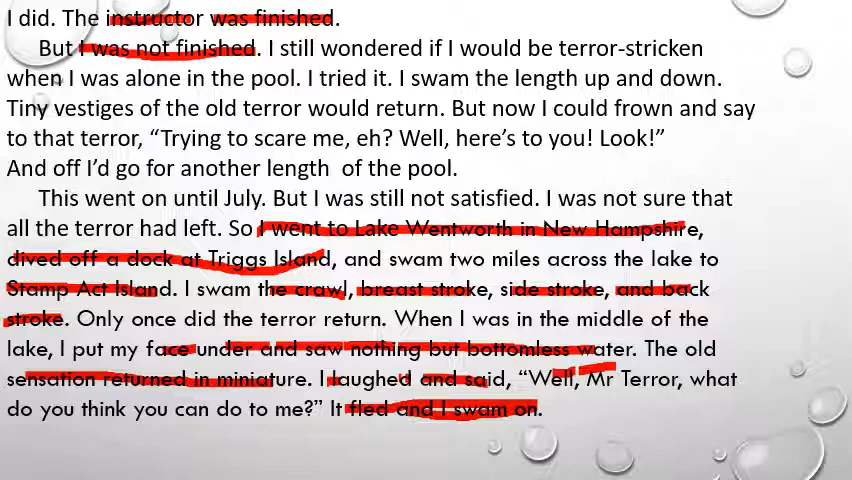 I did. The instructor was finished.
But I was not finished. I still wondered if I would be terror-stricken
when I was alone in the pool. I tried it. I swam the length up and down.
Tiny vestiges of the old terror would return. But now I could frown and say
to that terror, “Trying to scare me, eh? Well, here’s to you! Look!”
And off I’d go for another length of the pool.
This went on until July. But I was still not satisfied. I was not sure that
all the terror had left. So I went to Lake Wentworth in New Hampshire,
dived off a dock at Triggs Island, and swam two miles across the lake to
Stamp Act Island. I swam the crawl, breast stroke, side stroke, and back
stroke. Only once did the terror return. When I was in the middle of the
lake, I put my face under and saw nothing but bottomless water. The old
sensation returned in miniature. I laughed and said, “Well, Mr Terror, what
do you think you can do to me?” It fled and I swam on.